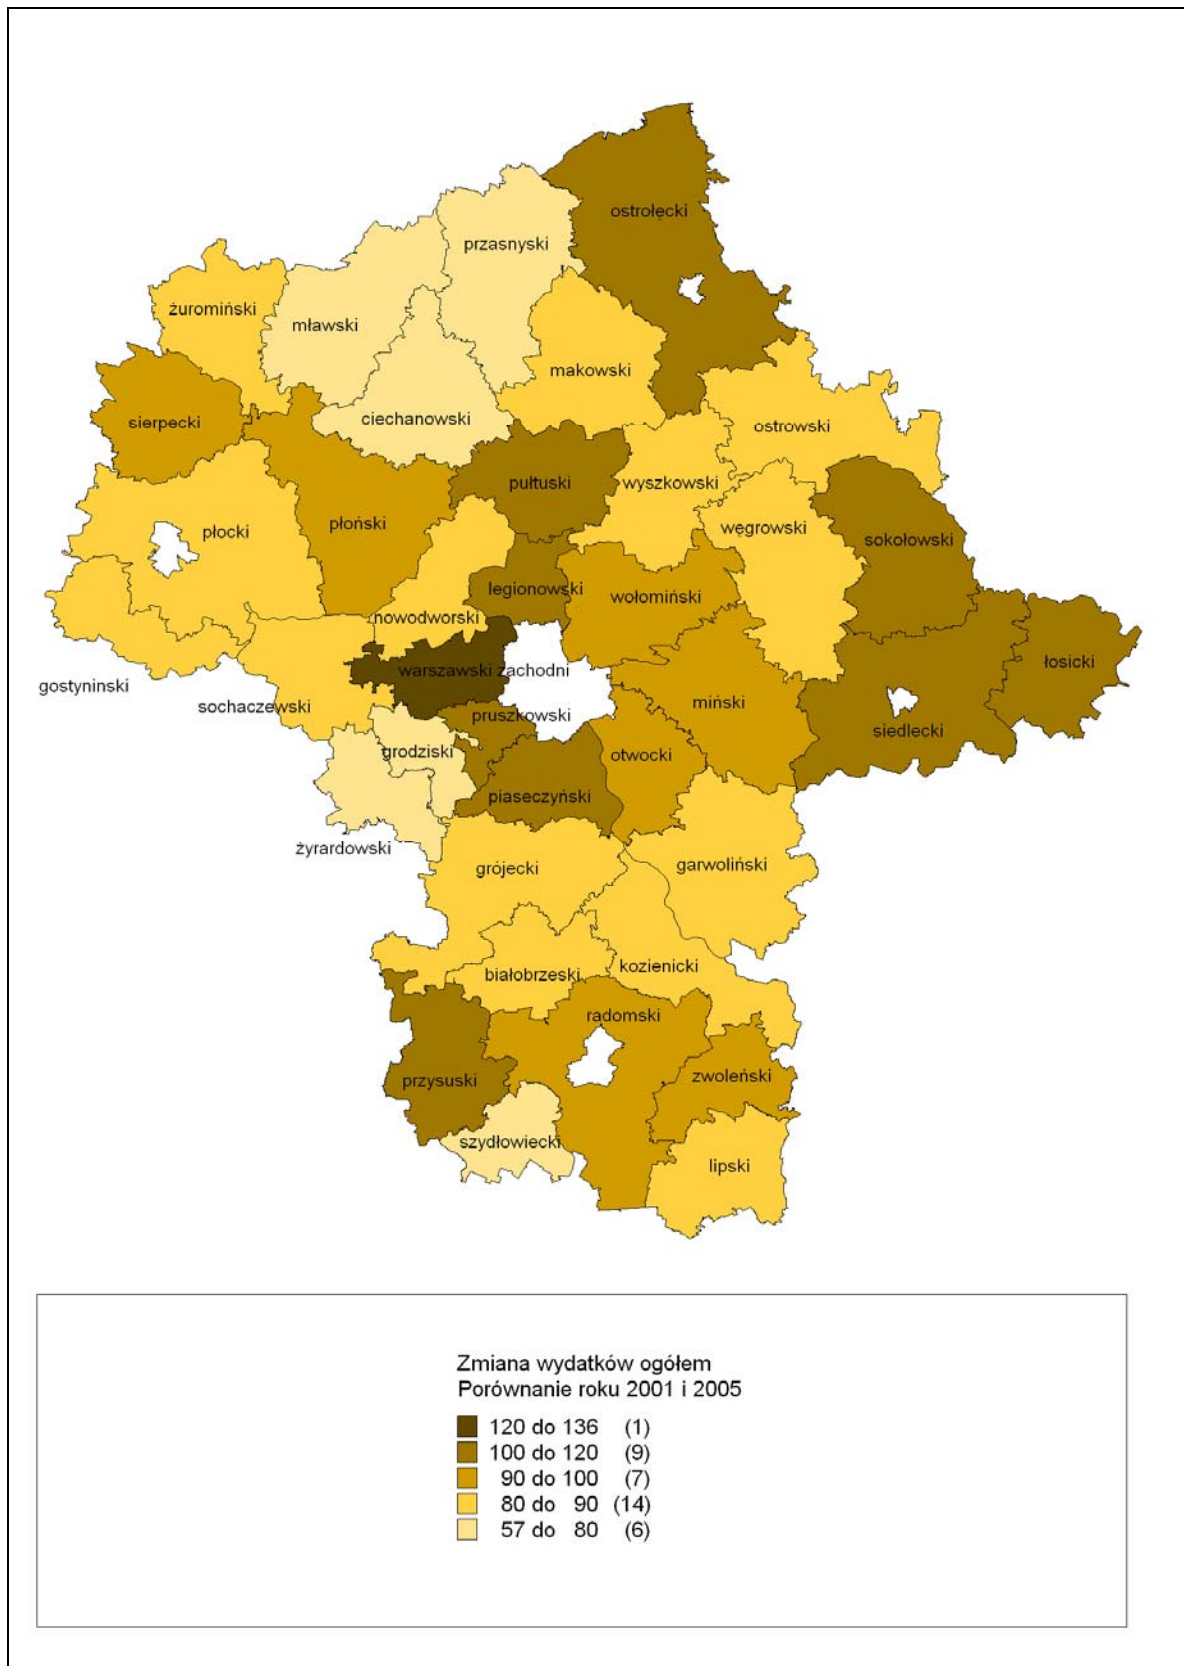 ostrołęcki
przasnyski
żuromiński
mławski
makowski
ciechanowski
sierpecki
ostrowski
pułtuski
wyszkowski
płoński
płocki
węgrowski
sokołowski
legionowski
wołomiński
nowodworski
łosicki
warszawski zachodni
gostyninski
sochaczewski
miński
pruszkowski
siedlecki
grodziski
otwocki
piaseczyński
żyrardowski
grójecki
garwoliński
białobrzeski
kozienicki
radomski
zwoleński
przysuski
szydłowiecki
lipski
Zmiana wydatków ogółem
Porównanie roku 2001 i 2005
120 do 136 (1)
100 do 120 (9)
90 do 100 (7)
80 do 90 (14)
57 do 80 (6)